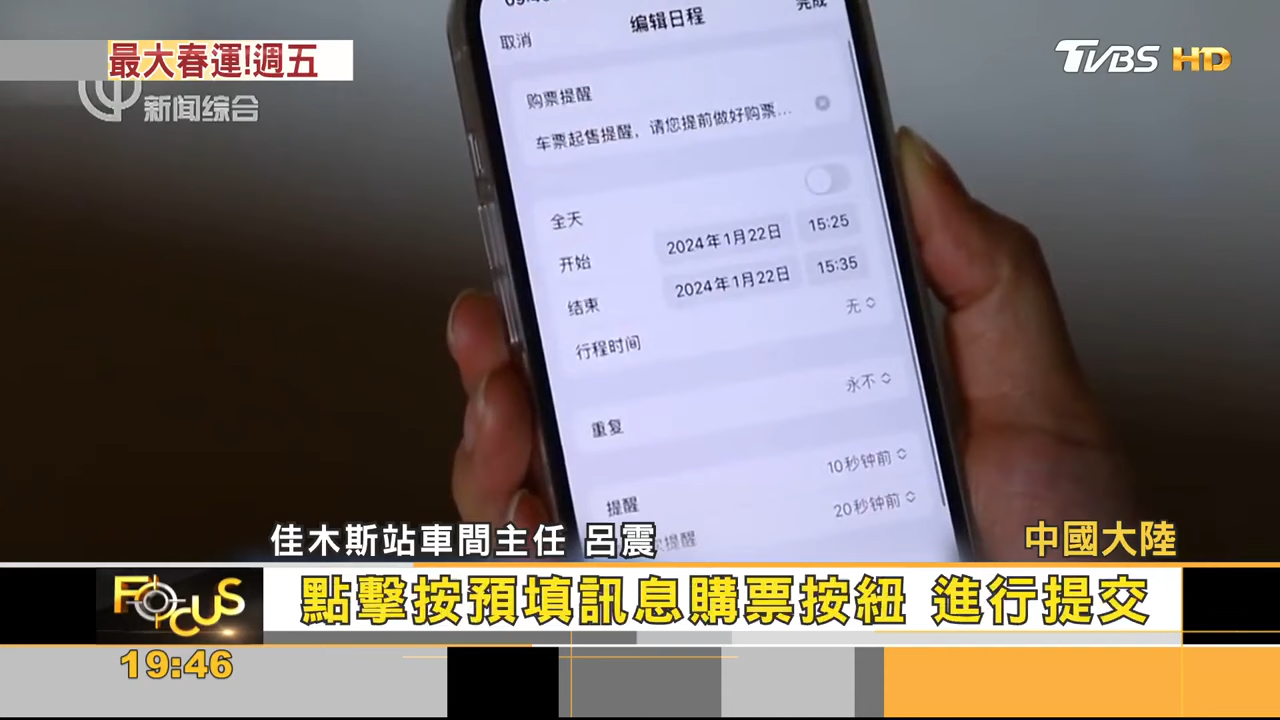 取消
编辑日程
完成
最大春運!週五
TVBS HD
新闻综合
购票提醒
车票起售提醒，请您提前做好购票...
全天
开始
2024年1月22日
15:25
结束
2024年1月22日
15:35
行程时间
无
重复
永不
提醒
10秒钟前
次提醒
20秒钟前
佳木斯站車間主任 呂震
中國大陸
FOCUS
點擊按預填訊息購票按紐 進行提交
19:46